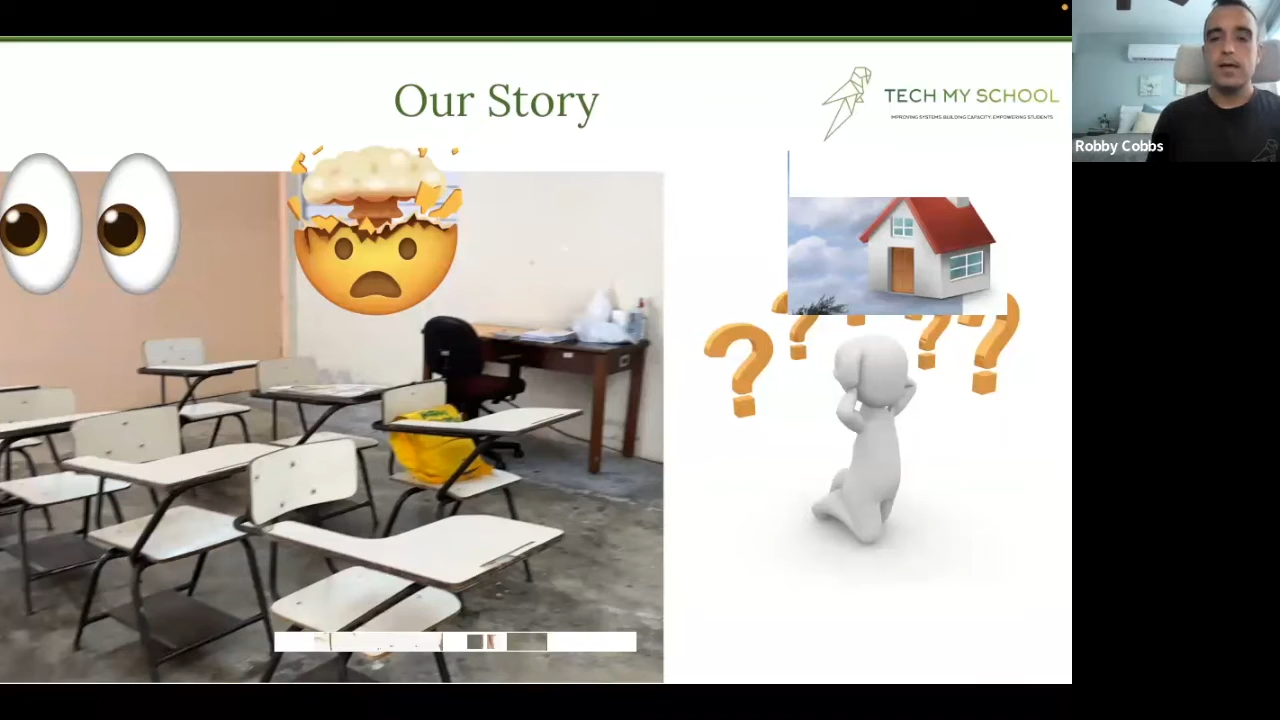 Our Story
TECH MY SCHOOL
IMPROVING SYSTEMS. BUILDING CAPACITY. EMPOWERING STUDENTS
Robby Cobbs